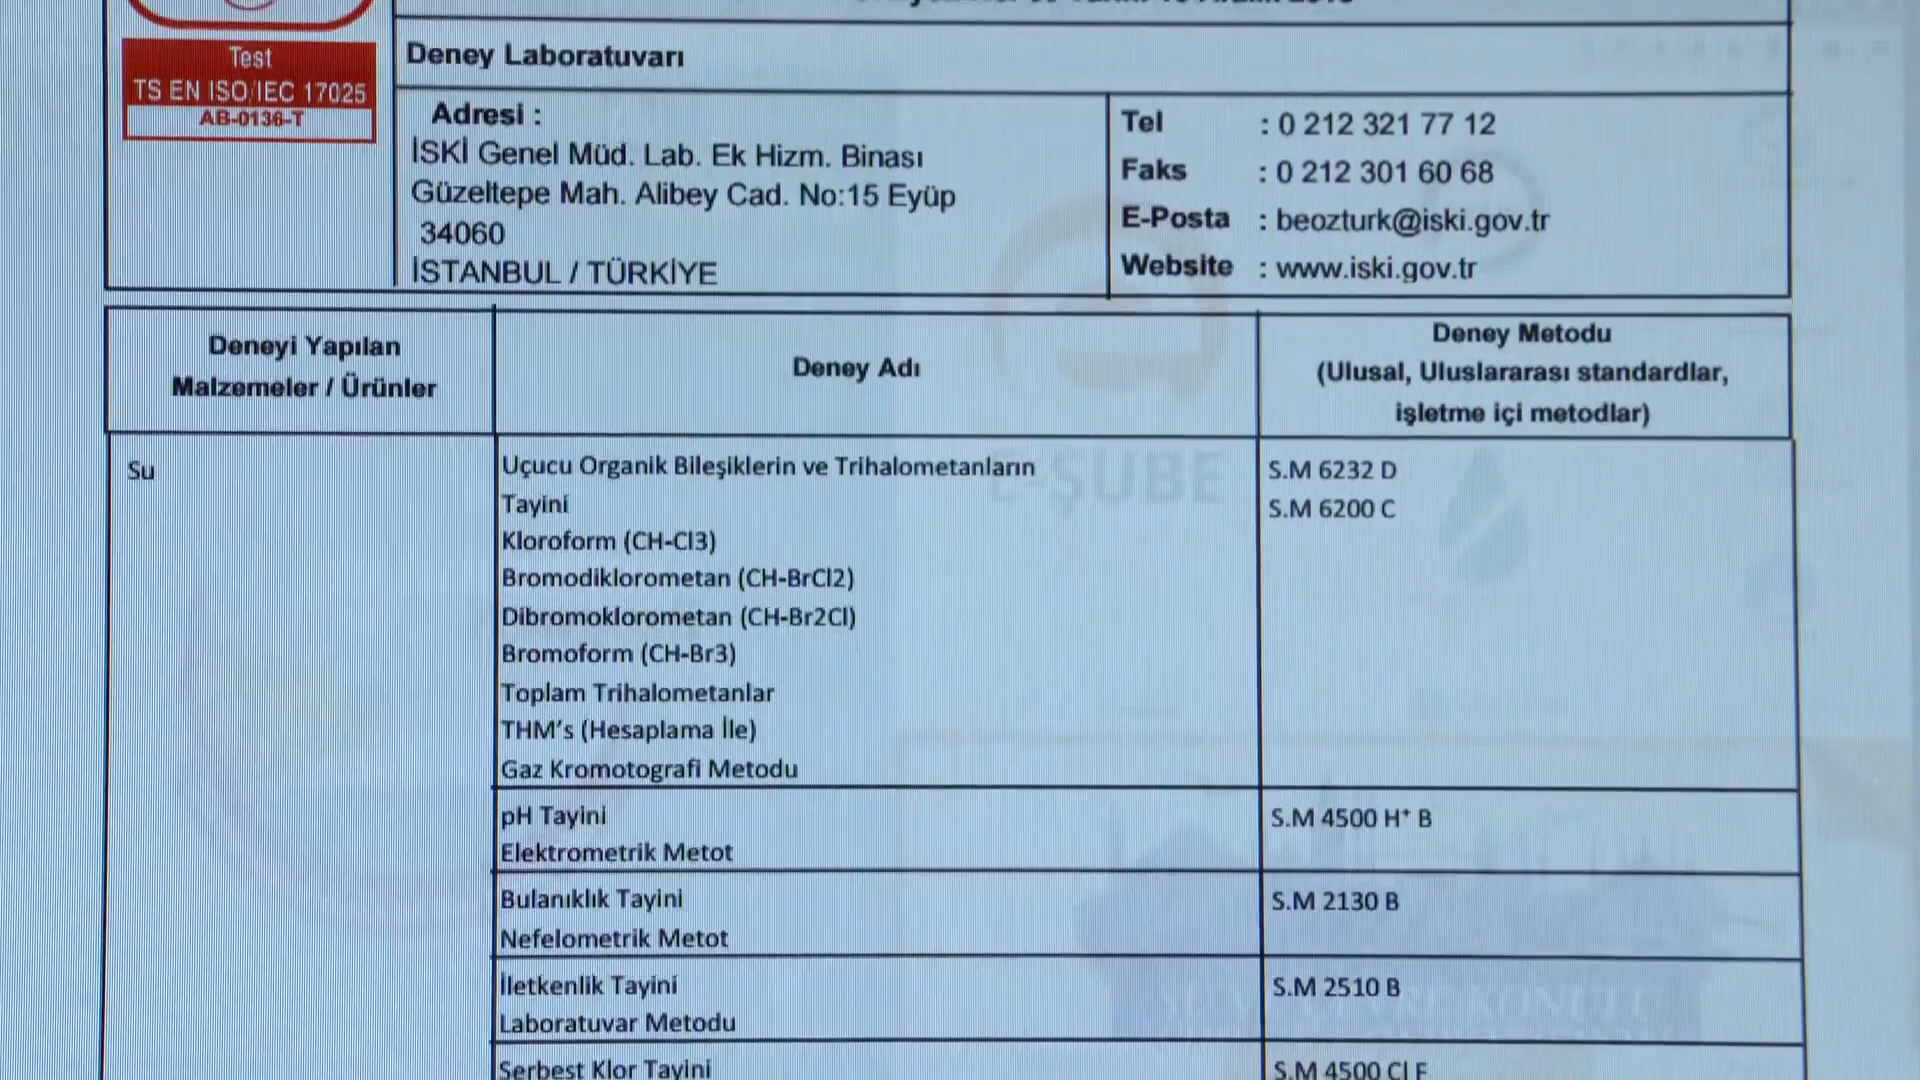 Test
TS EN ISO/IEC 17025
AB-0136-T
Deney Laboratuvarı
Adresi :
İSKİ Genel Müd. Lab. Ek Hizm. Binası
Güzeltepe Mah. Alibey Cad. No:15 Eyüp
34060
İSTANBUL / TÜRKİYE
Tel : 0 212 321 77 12
Faks : 0 212 301 60 68
E-Posta : beozturk@iski.gov.tr
Website : www.iski.gov.tr
Deneyi Yapılan
Malzemeler / Ürünler
Deney Adı
Deney Metodu
(Ulusal, Uluslararası standardlar,
işletme içi metodlar)
Su
Uçucu Organik Bileşiklerin ve Trihalometanların
Tayini
Kloroform (CH-Cl3)
Bromodiklorometan (CH-BrCl2)
Dibromoklorometan (CH-Br2Cl)
Bromoform (CH-Br3)
Toplam Trihalometanlar
THM's (Hesaplama İle)
Gaz Kromotografi Metodu
S.M 6232 D
S.M 6200 C
E-ŞUBE
pH Tayini
Elektrometrik Metot
S.M 4500 H⁺ B
Bulanıklık Tayini
Nefelometrik Metot
S.M 2130 B
İletkenlik Tayini
Laboratuvar Metodu
S.M 2510 B
Serbest Klor Tayini
S.M 4500 Cl F